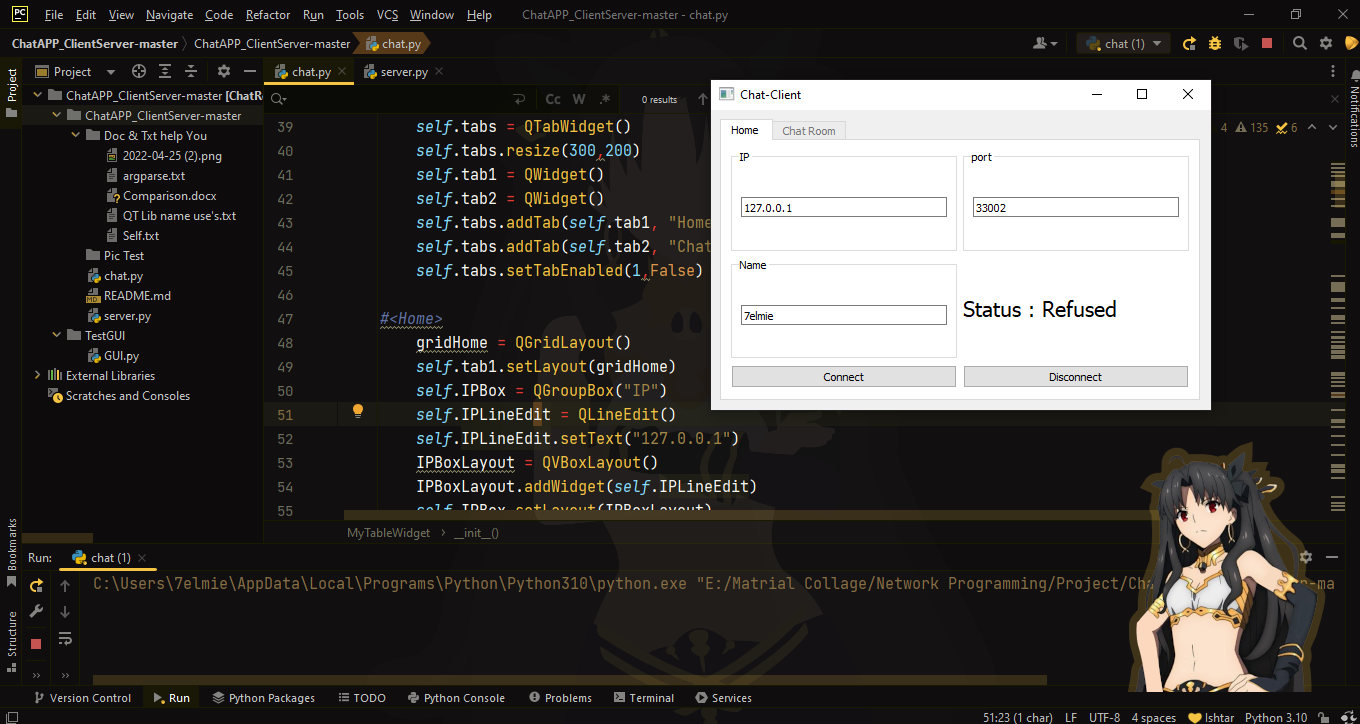 PC File Edit View Navigate Code Refactor Run Tools VCS Window Help ChatAPP_ClientServer-master - chat.py
ChatAPP_ClientServer-master ChatAPP_ClientServer-master chat.py chat (1)
Project chat.py server.py
Project
ChatAPP_ClientServer-master [ChatR
ChatAPP_ClientServer-master
Doc & Txt help You
2022-04-25 (2).png
argparse.txt
Comparison.docx
QT Lib name use's.txt
Self.txt
Pic Test
chat.py
README.md
server.py
TestGUI
GUI.py
External Libraries
Scratches and Consoles
Cc W .* 0 results
4 135 6
Notifications
39 self.tabs = QTabWidget()
40 self.tabs.resize(300,200)
41 self.tab1 = QWidget()
42 self.tab2 = QWidget()
43 self.tabs.addTab(self.tab1, "Home
44 self.tabs.addTab(self.tab2, "Chat
45 self.tabs.setTabEnabled(1,False)
46
47 #<Home>
48 gridHome = QGridLayout()
49 self.tab1.setLayout(gridHome)
50 self.IPBox = QGroupBox("IP")
51 self.IPLineEdit = QLineEdit()
52 self.IPLineEdit.setText("127.0.0.1")
53 IPBoxLayout = QVBoxLayout()
54 IPBoxLayout.addWidget(self.IPLineEdit)
55 self.IPBox.setLayout(IPBoxLayout)
MyTableWidget __init__()
Chat-Client
Home Chat Room
IP port
127.0.0.1 33002
Name
7elmie
Status : Refused
Connect Disconnect
Bookmarks
Structure
Run: chat (1)
C:\Users\7elmie\AppData\Local\Programs\Python\Python310\python.exe "E:/Matrial Collage/Network Programming/Project/Cha n-ma
Version Control Run Python Packages TODO Python Console Problems Terminal Services
51:23 (1 char) LF UTF-8 4 spaces Ishtar Python 3.10